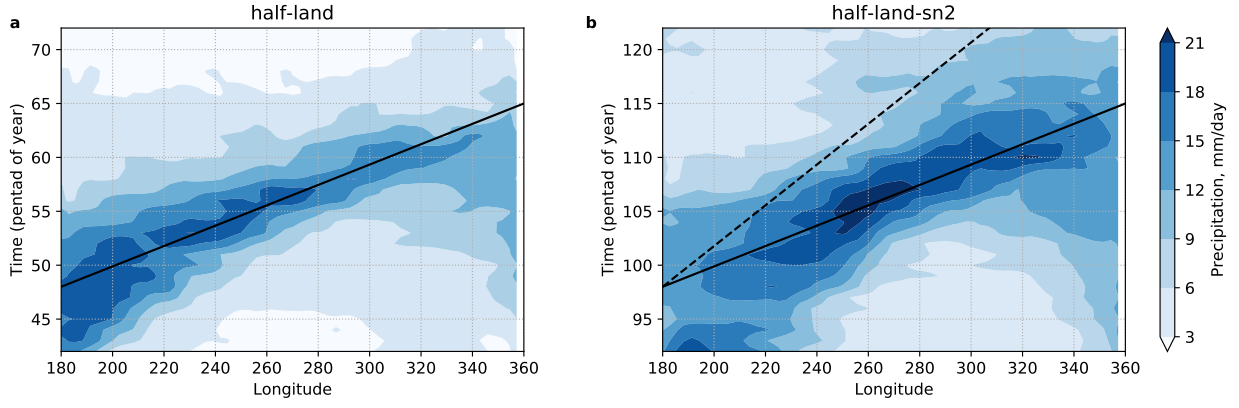 a
half-land
70
65
60
55
50
45
Time (pentad of year)
180 200 220 240 260 280 300 320 340 360
Longitude
b
half-land-sn2
120
115
110
105
100
95
Time (pentad of year)
180 200 220 240 260 280 300 320 340 360
Longitude
21
18
15
12
9
6
3
Precipitation, mm/day